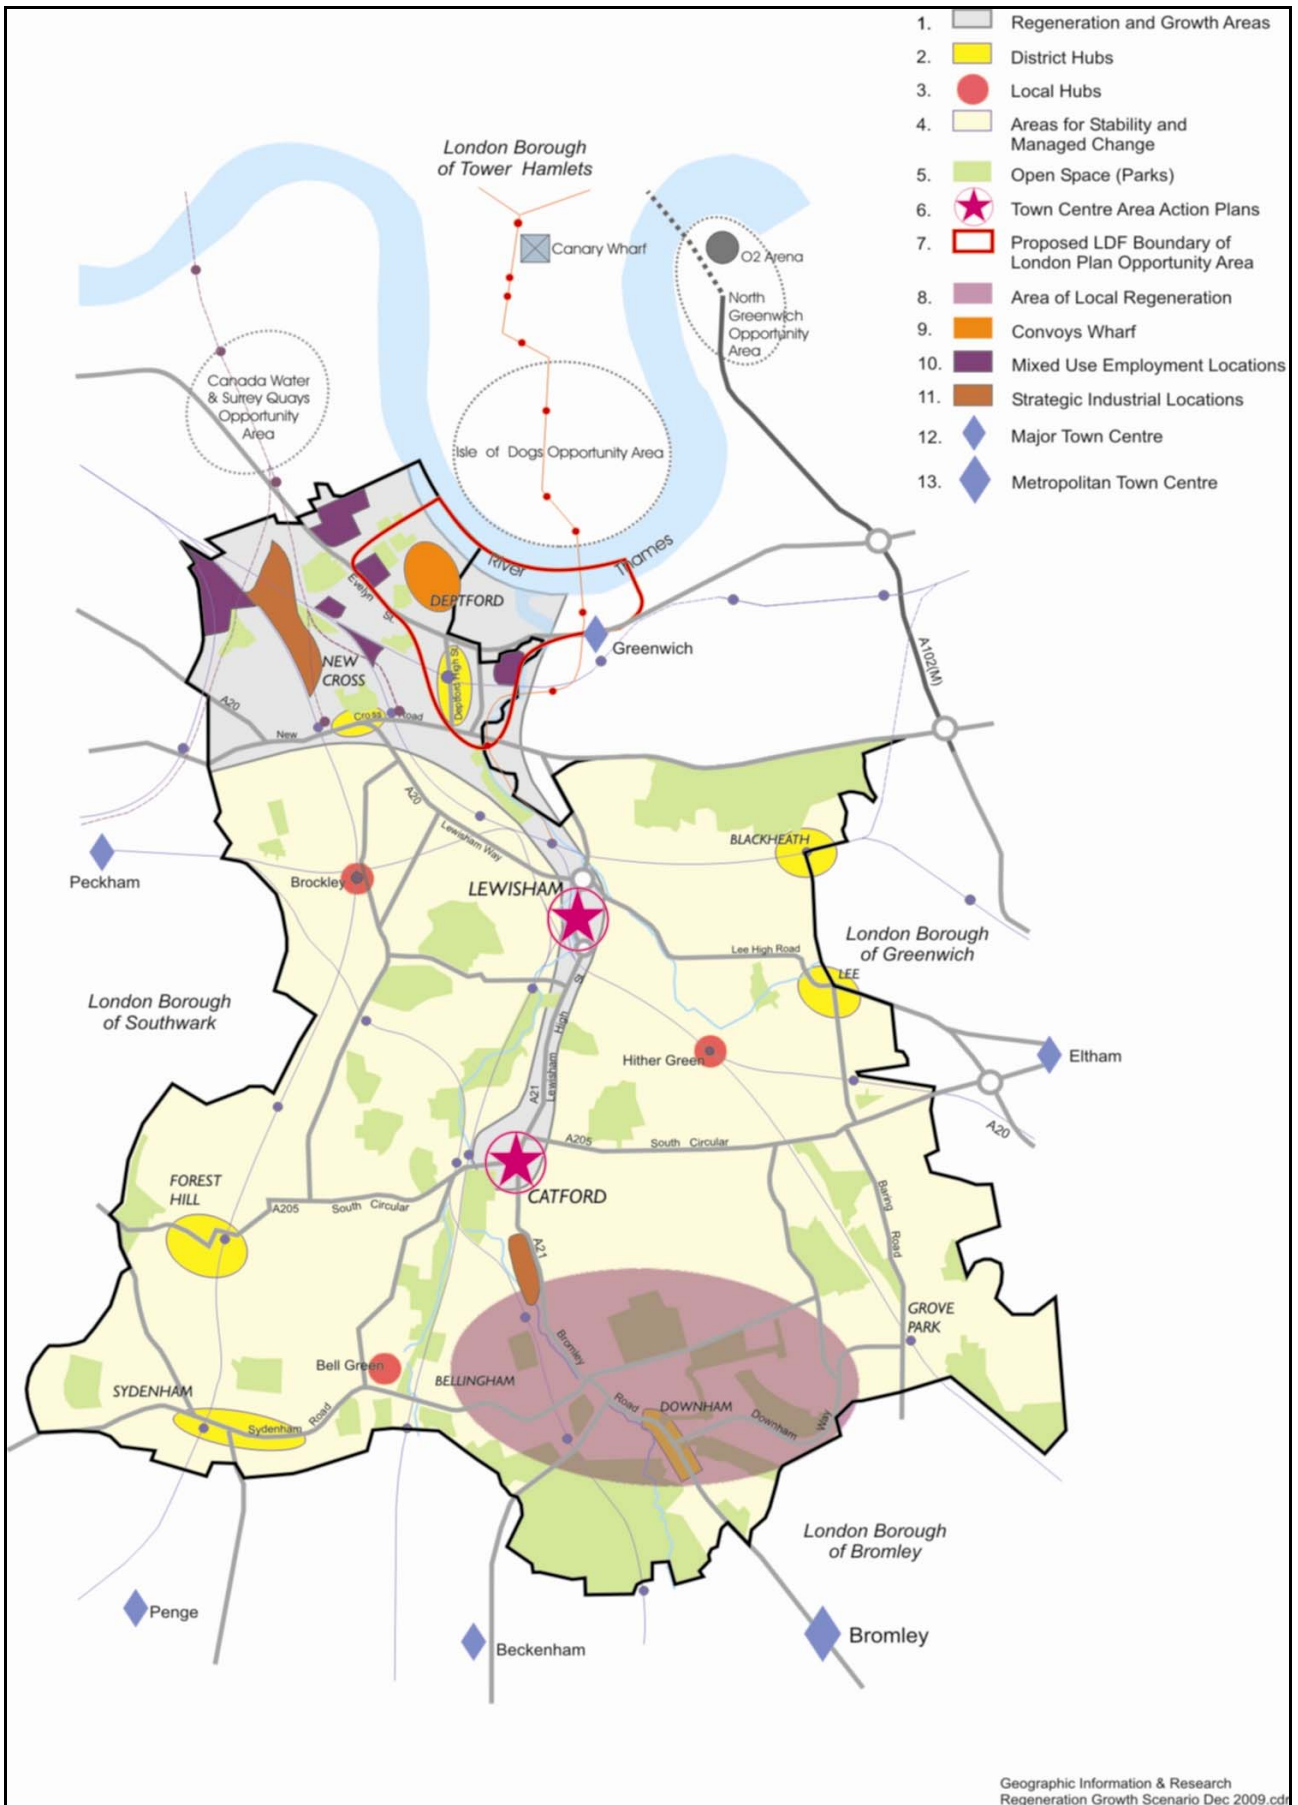 1. Regeneration and Growth Areas
2. District Hubs
3. Local Hubs
4. Areas for Stability and
Managed Change
5. Open Space (Parks)
6. Town Centre Area Action Plans
7. Proposed LDF Boundary of
London Plan Opportunity Area
8. Area of Local Regeneration
9. Convoys Wharf
10. Mixed Use Employment Locations
11. Strategic Industrial Locations
12. Major Town Centre
13. Metropolitan Town Centre
London Borough
of Tower Hamlets
Canary Wharf
O2 Arena
North
Greenwich
Opportunity
Area
Canada Water
& Surrey Quays
Opportunity
Area
Isle of Dogs Opportunity Area
River Thames
Evelyn St.
DEPTFORD
Greenwich
A102(M)
NEW
CROSS
Deptford High St.
A20
New Cross Road
A20
Lewisham Way
BLACKHEATH
Peckham
Brockley
LEWISHAM
London Borough
of Greenwich
Lee High Road
LEE
London Borough
of Southwark
Lewisham High St
A21
Hither Green
Eltham
A20
A205 South Circular
FOREST
HILL
CATFORD
A205 South Circular
Baring Road
A21
GROVE
PARK
Bromley Road
Bell Green
BELLINGHAM
SYDENHAM
DOWNHAM
Downham Way
Sydenham Road
London Borough
of Bromley
Penge
Beckenham
Bromley
Geographic Information & Research
Regeneration Growth Scenario Dec 2009.cdr